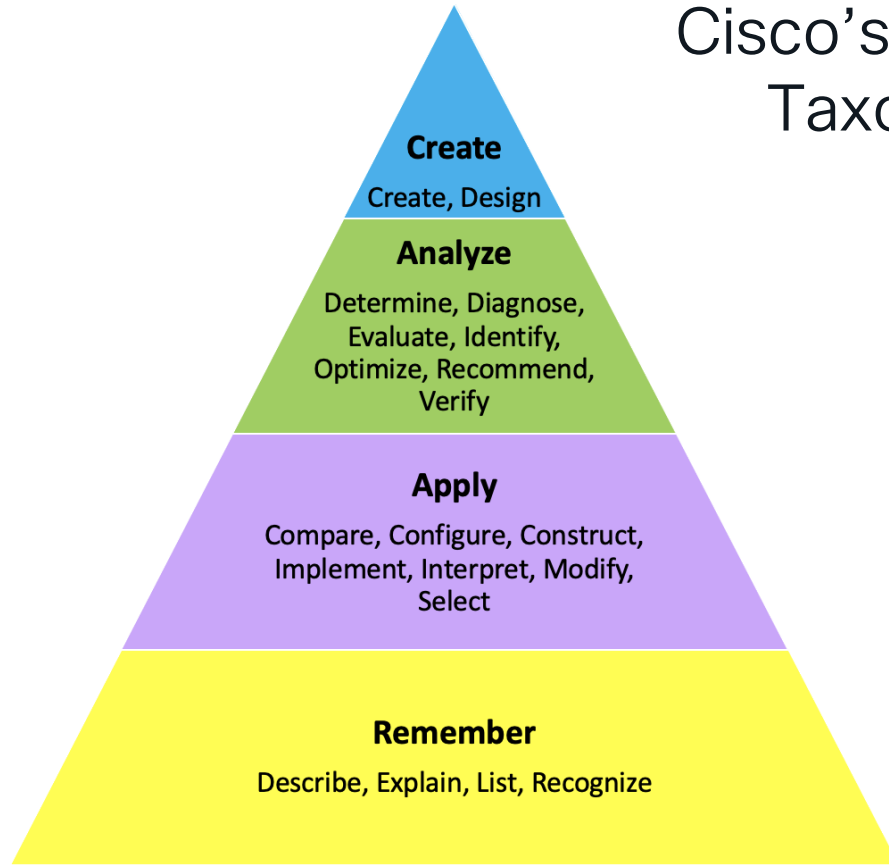 Cisco's
Create
Create, Design
Analyze
Determine, Diagnose,
Evaluate, Identify,
Optimize, Recommend,
Verify
Apply
Compare, Configure, Construct,
Implement, Interpret, Modify,
Select
Remember
Describe, Explain, List, Recognize